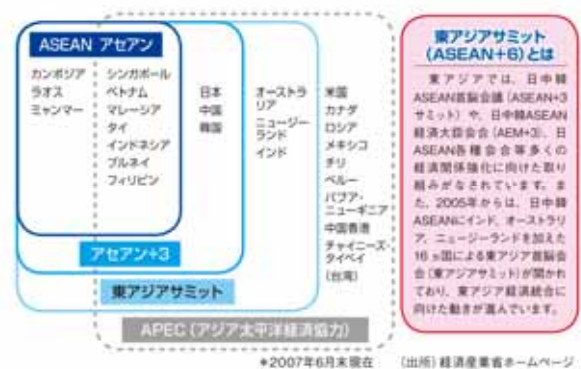 ASEAN アセアン
カンボジア
ラオス
ミャンマー
シンガポール
ベトナム
マレーシア
タイ
インドネシア
ブルネイ
フィリピン
日本
中国
韓国
オーストラ
リア
ニュージー
ランド
インド
米国
カナダ
ロシア
メキシコ
チリ
ペルー
パプア・
ニューギニア
中国香港
チャイニーズ・
タイペイ
(台湾)
アセアン+3
東アジアサミット
APEC(アジア太平洋経済協力)
東アジアサミット
(ASEAN+6)とは
東アジアでは、日中韓
ASEAN首脳会議(ASEAN+3
サミット)や、日中韓ASEAN
経済大臣会合(AEM+3)、日
ASEAN各種会合等多くの
経済関係強化に向けた取り
組みがなされています。ま
た、2005年からは、日中韓
ASEANにインド、オーストラリ
ア、ニュージーランドを加えた
16ヵ国による東アジア首脳会
合(東アジアサミット)が開かれ
ており、東アジア経済統合に
向けた動きが進んでいます。
*2007年6月末現在
(出所)経済産業省ホームページ